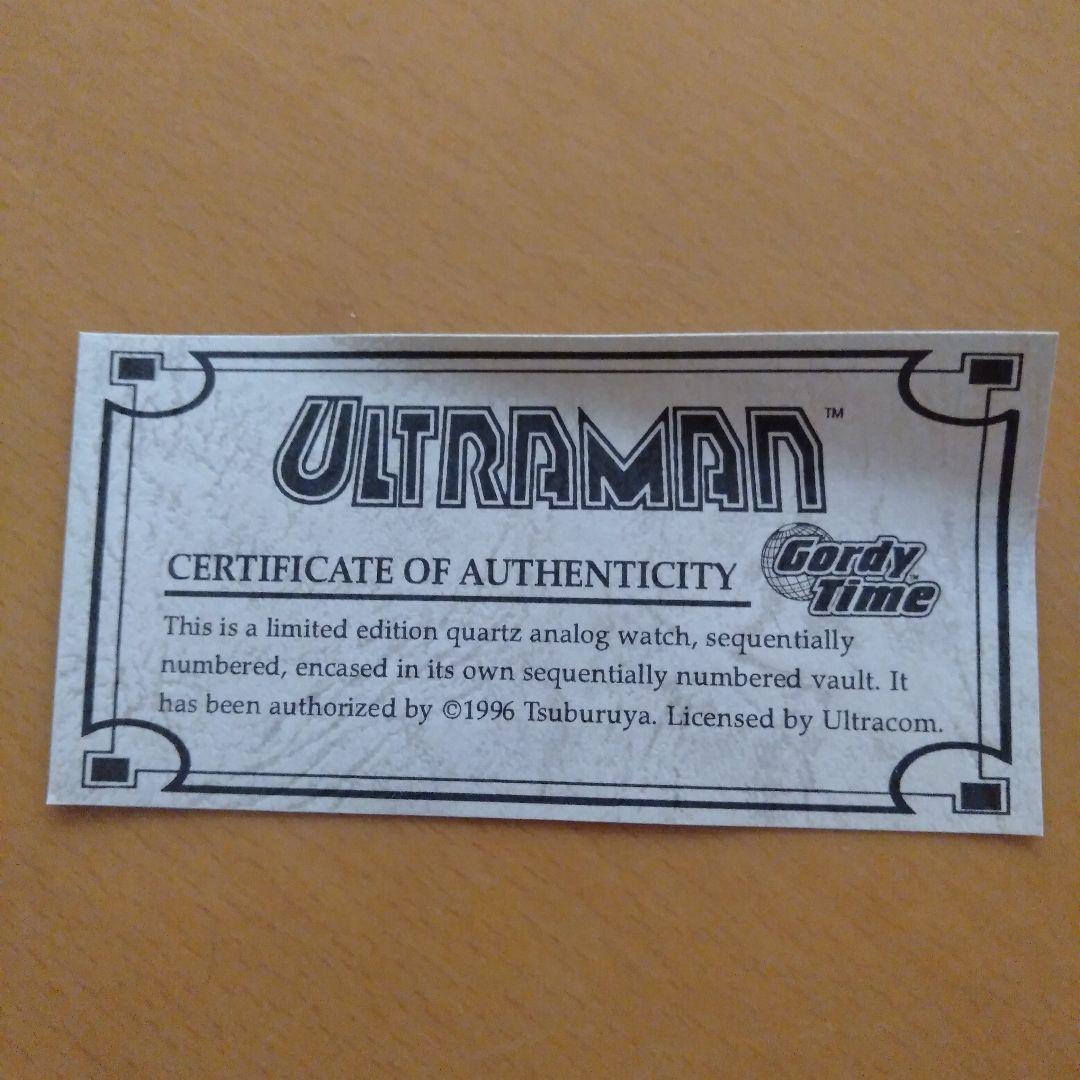 ULTRAMAN™
CERTIFICATE OF AUTHENTICITY
Gordy
Time™
This is a limited edition quartz analog watch, sequentially
numbered, encased in its own sequentially numbered vault. It
has been authorized by ©1996 Tsuburuya. Licensed by Ultracom.